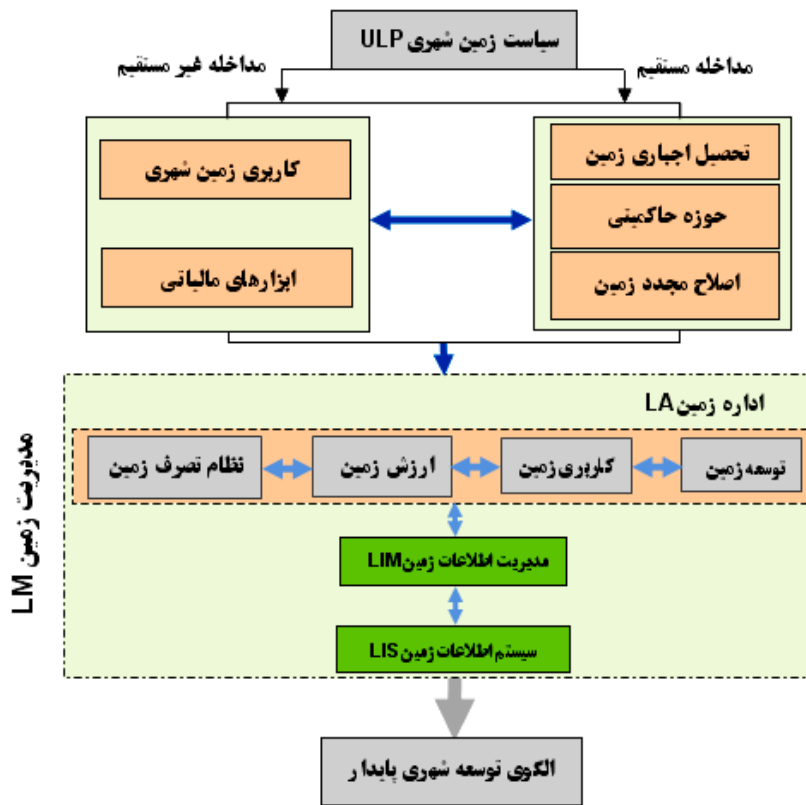 سیاست زمین شهری ULP
مداخله مستقیم
مداخله غیر مستقیم
تحصیل اجباری زمین
حوزه حاکمیتی
اصلاح مجدد زمین
کاربری زمین شهری
ابزارهای مالیاتی
اداره زمین LA
توسعه زمین
کاربری زمین
ارزش زمین
نظام تصرف زمین
مدیریت اطلاعات زمین LIM
سیستم اطلاعات زمین LIS
مدیریت زمین LM
الگوی توسعه شهری پایدار